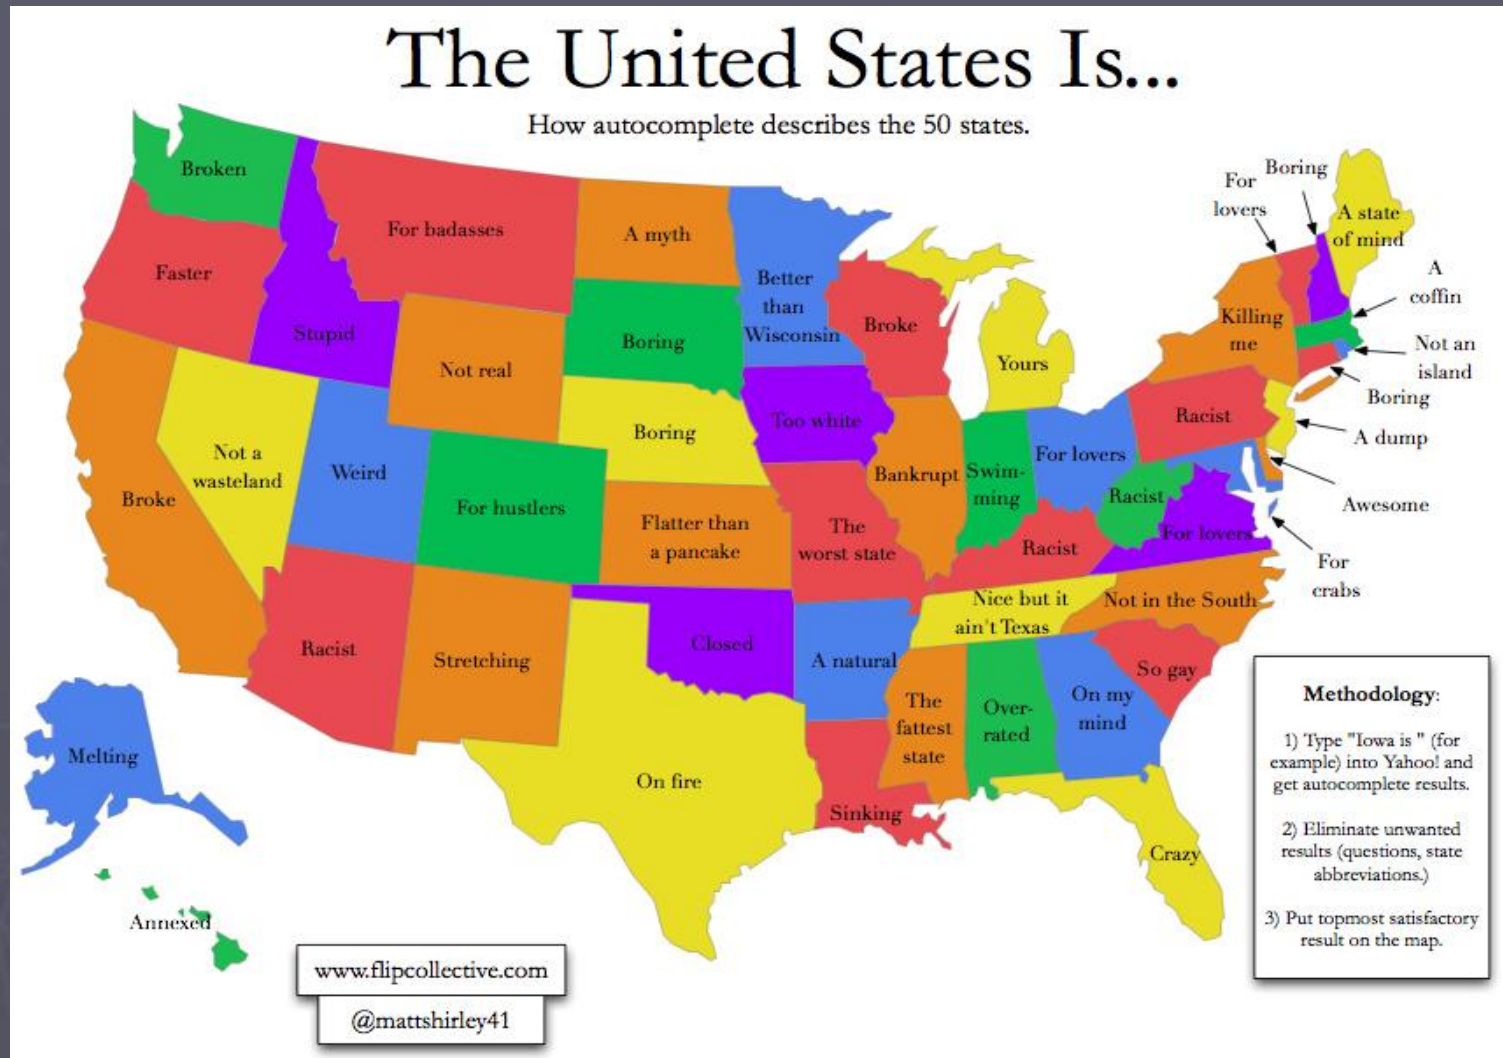 The United States Is...
How autocomplete describes the 50 states.
Broken
For badasses
A myth
Better
than
Wisconsin
For
lovers
Boring
A state
of mind
Faster
Stupid
Not real
Boring
Broke
Yours
Killing
me
A
coffin
Not an
island
Boring
A dump
Awesome
For
crabs
Broke
Not a
wasteland
Weird
For hustlers
Boring
Flatter than
a pancake
Too white
The
worst state
Bankrupt
Swim-
ming
For lovers
Racist
Racist
Racist
For lovers
Racist
Stretching
Closed
A natural
Nice but it
ain't Texas
Not in the South
So gay
On my
mind
Over-
rated
The
fattest
state
On fire
Sinking
Crazy
Melting
Annexed
www.flipcollective.com
@mattshirley41
Methodology:
1) Type "Iowa is " (for
example) into Yahoo! and
get autocomplete results.
2) Eliminate unwanted
results (questions, state
abbreviations.)
3) Put topmost satisfactory
result on the map.